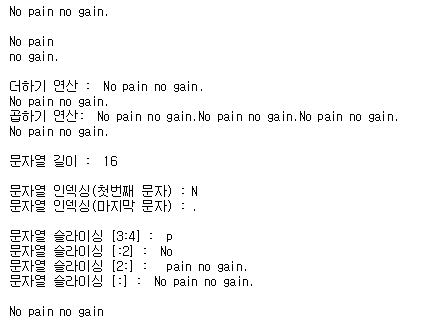 No pain no gain.
No pain
no gain.
더하기 연산 :  No pain no gain.
No pain no gain.
곱하기 연산:  No pain no gain.No pain no gain.No pain no gain.
No pain no gain.
문자열 길이 :  16
문자열 인덱싱(첫번째 문자) : N
문자열 인덱싱(마지막 문자) : .
문자열 슬라이싱 [3:4] :  p
문자열 슬라이싱 [:2] :  No
문자열 슬라이싱 [2:] :   pain no gain.
문자열 슬라이싱 [:] :  No pain no gain.
No pain no gain